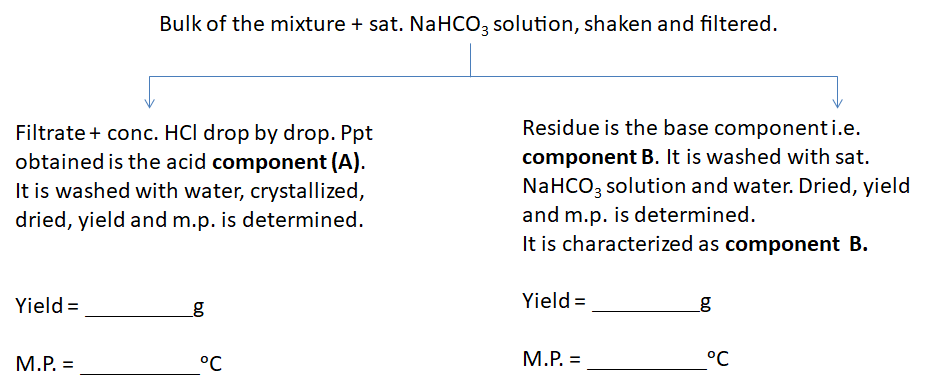 Bulk of the mixture + sat. NaHCO₃ solution, shaken and filtered.
Filtrate + conc. HCl drop by drop. Ppt
obtained is the acid component (A).
It is washed with water, crystallized,
dried, yield and m.p. is determined.
Yield = __________g
M.P. = ___________°C
Residue is the base component i.e.
component B. It is washed with sat.
NaHCO₃ solution and water. Dried, yield
and m.p. is determined.
It is characterized as component B.
Yield = __________g
M.P. = ___________°C